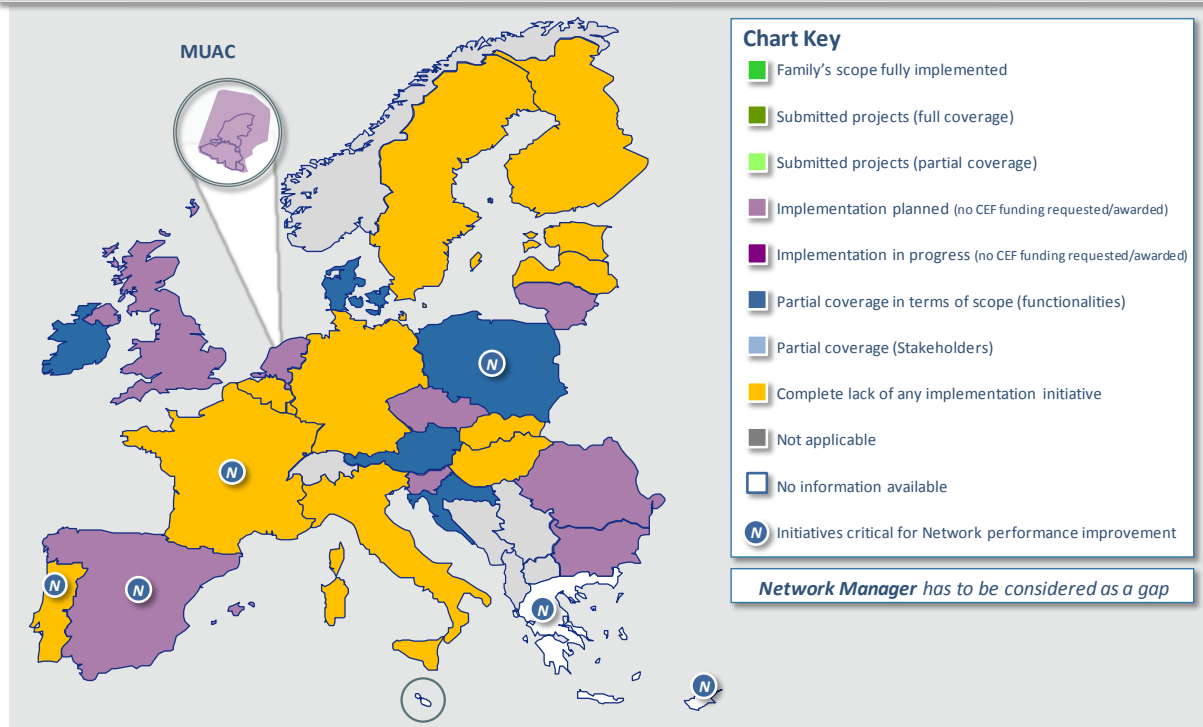 MUAC
Chart Key
Family's scope fully implemented
Submitted projects (full coverage)
Submitted projects (partial coverage)
Implementation planned (no CEF funding requested/awarded)
Implementation in progress (no CEF funding requested/awarded)
Partial coverage in terms of scope (functionalities)
Partial coverage (Stakeholders)
Complete lack of any implementation initiative
Not applicable
No information available
N Initiatives critical for Network performance improvement
Network Manager has to be considered as a gap
N
N
N
N
N
N